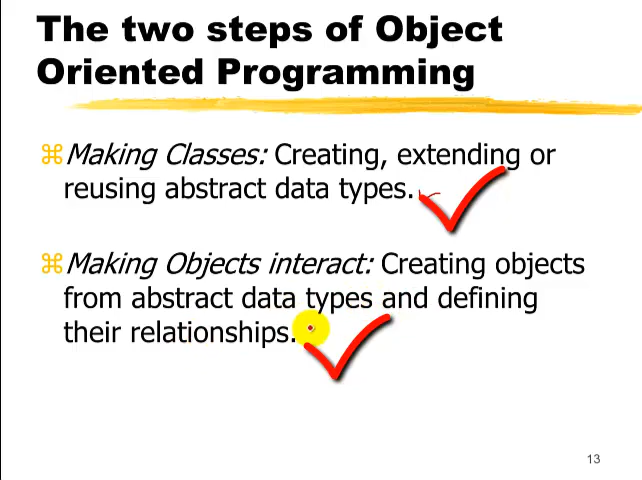 The two steps of Object
Oriented Programming
⌘Making Classes: Creating, extending or
reusing abstract data types.
⌘Making Objects interact: Creating objects
from abstract data types and defining
their relationships.
13